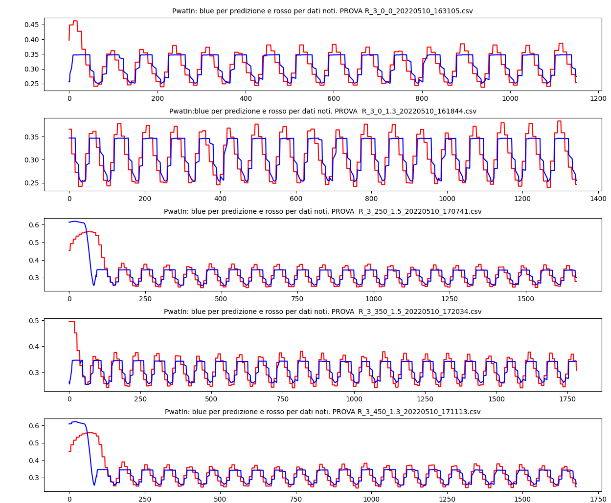 PwatIn: blue per predizione e rosso per dati noti. PROVA R_3_0_0_20220510_163105.csv
0.45
0.40
0.35
0.30
0.25
0 200 400 600 800 1000 1200
PwatIn:blue per predizione e rosso per dati noti. PROVA R_3_0_1.3_20220510_161844.csv
0.35
0.30
0.25
0 200 400 600 800 1000 1200 1400
PwatIn: blue per predizione e rosso per dati noti. PROVA R_3_250_1.5_20220510_170741.csv
0.6
0.5
0.4
0.3
0 250 500 750 1000 1250 1500
PwatIn: blue per predizione e rosso per dati noti. PROVA R_3_350_1.5_20220510_172034.csv
0.5
0.4
0.3
0 250 500 750 1000 1250 1500 1750
PwatIn: blue per predizione e rosso per dati noti. PROVA R_3_450_1.3_20220510_171113.csv
0.6
0.5
0.4
0.3
0 250 500 750 1000 1250 1500 1750